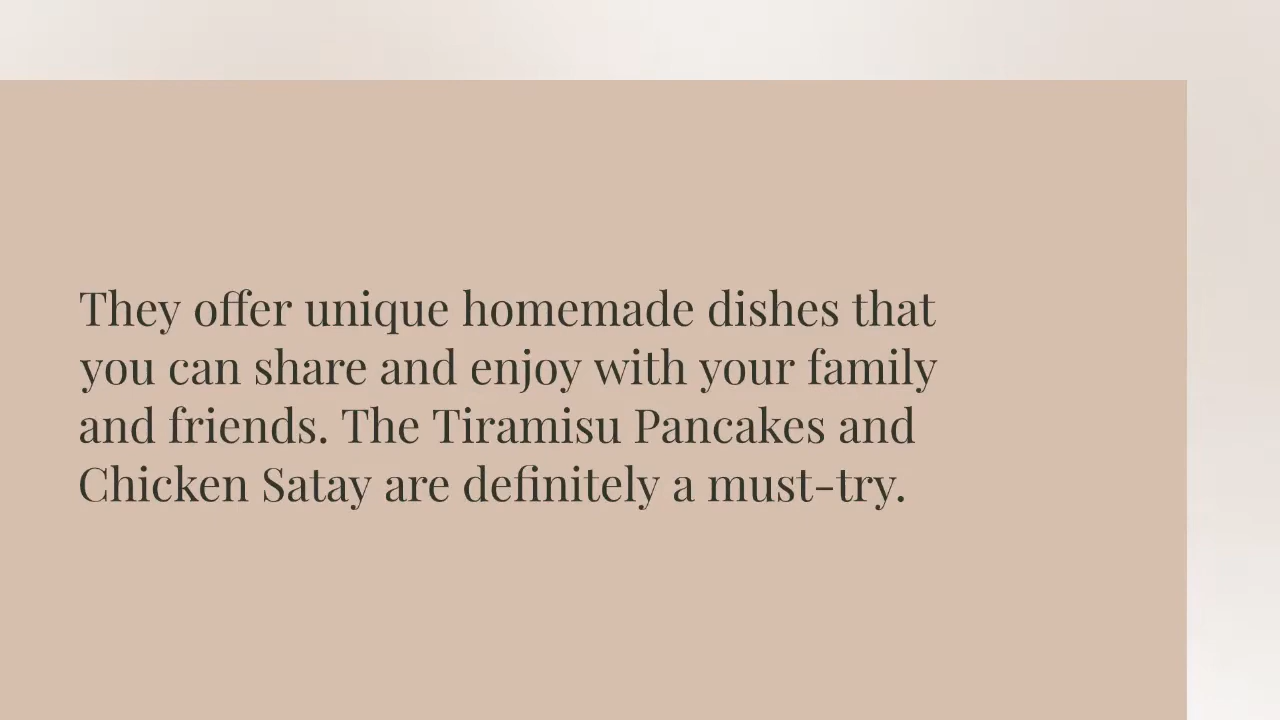 They offer unique homemade dishes that
you can share and enjoy with your family
and friends. The Tiramisu Pancakes and
Chicken Satay are definitely a must-try.